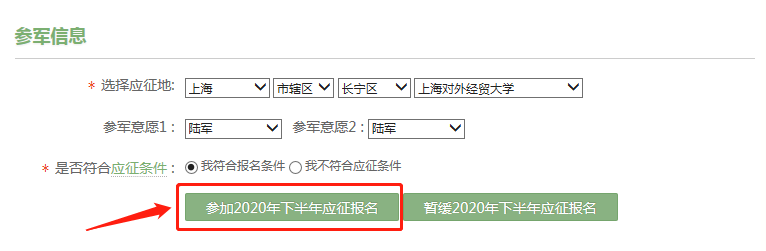 参军信息
* 选择应征地: 上海 市辖区 长宁区 上海对外经贸大学
参军意愿1： 陆军 参军意愿2： 陆军
* 是否符合应征条件： 我符合报名条件 我不符合应征条件
参加2020年下半年应征报名 暂缓2020年下半年应征报名